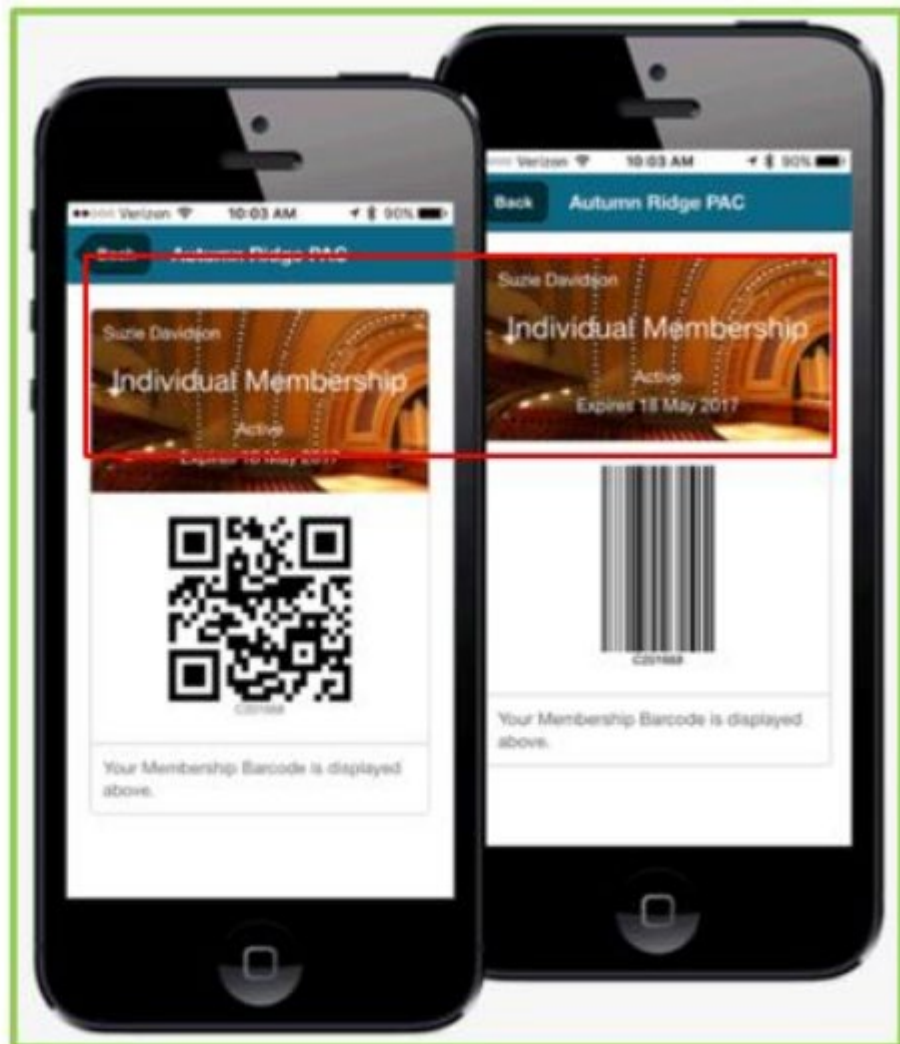 Verizon 10:03 AM 90%
Back Autumn Ridge PAC
Suzie Davidson
Individual Membership
Active
Expires 18 May 2017
C201668
Your Membership Barcode is displayed
above.
Verizon 10:03 AM 90%
Back Autumn Ridge PAC
Suzie Davidson
Individual Membership
Active
Expires 18 May 2017
C201668
Your Membership Barcode is displayed
above.